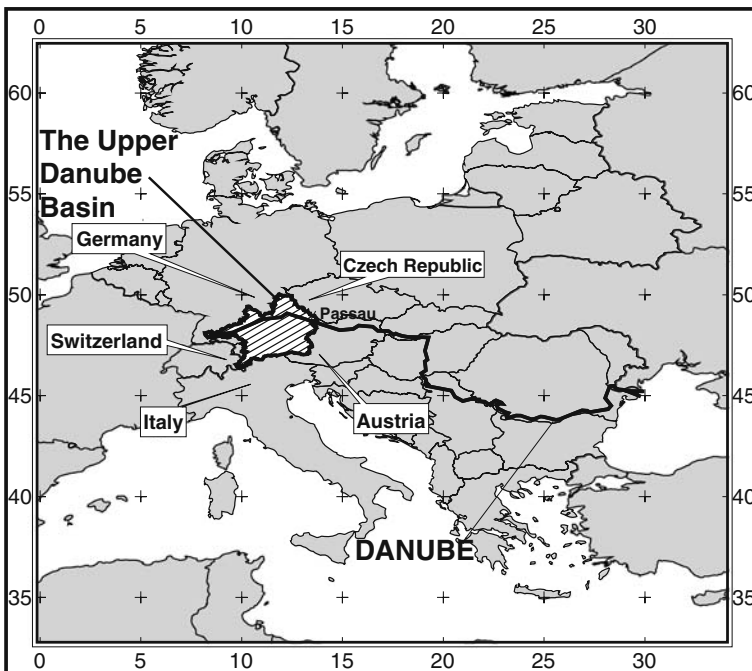 0 5 10 15 20 25 30
60 60
The Upper
Danube
Basin
55 55
Germany
Czech Republic
50 50
Passau
Switzerland
45 45
Italy
Austria
40 40
DANUBE
35 35
0 5 10 15 20 25 30